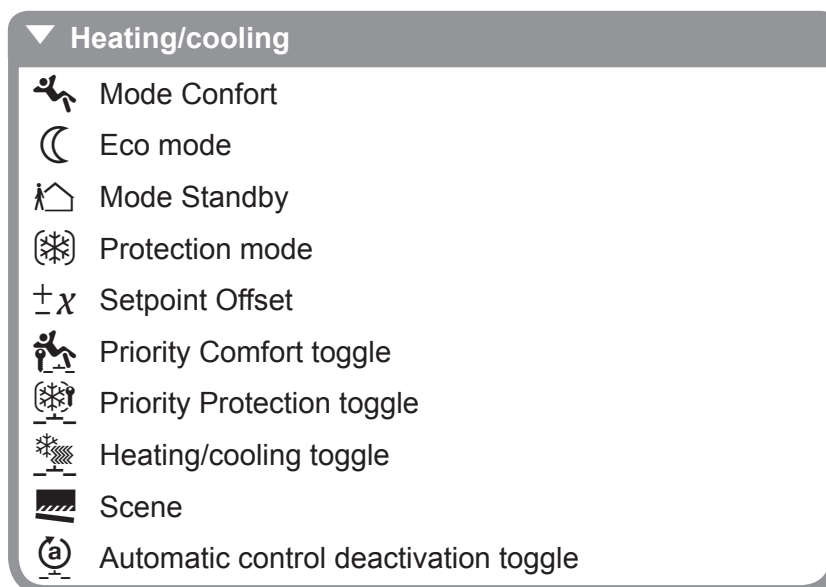 Heating/cooling
Mode Confort
Eco mode
Mode Standby
Protection mode
±x Setpoint Offset
Priority Comfort toggle
Priority Protection toggle
Heating/cooling toggle
Scene
a Automatic control deactivation toggle